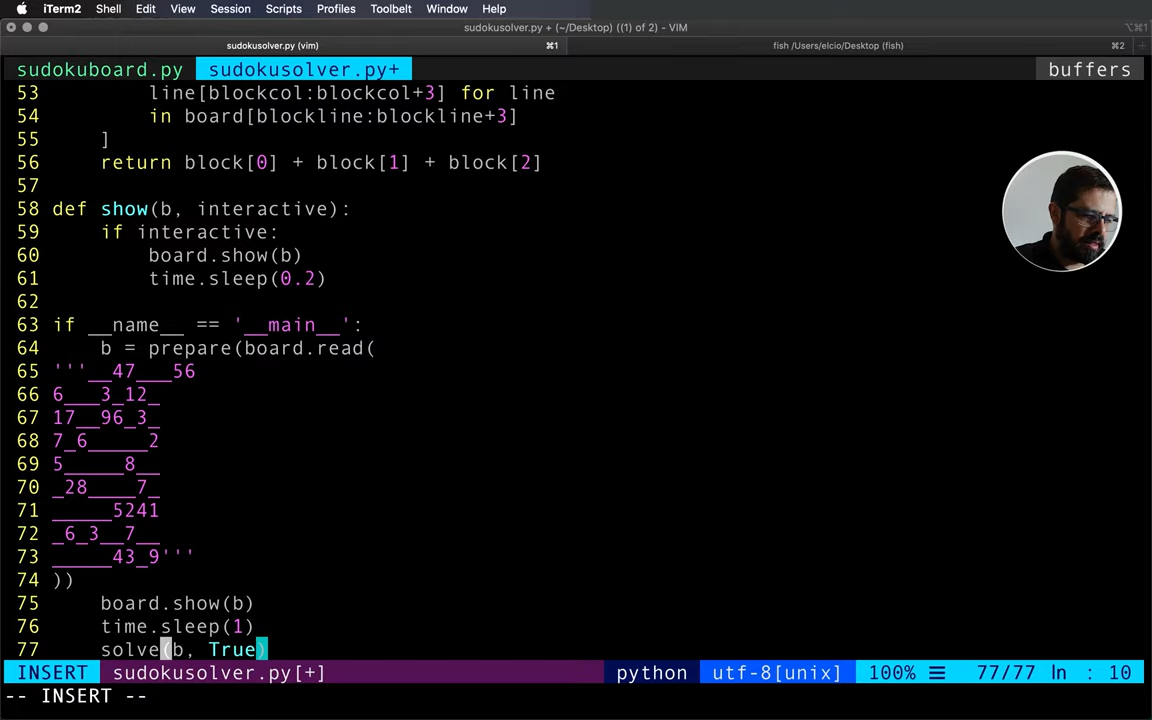 iTerm2 Shell Edit View Session Scripts Profiles Toolbelt Window Help
sudokusolver.py + (~/Desktop) ((1) of 2) - VIM ⌥⌘1
sudokusolver.py (vim) ⌘1 fish /Users/elcio/Desktop (fish) ⌘2 +
sudokuboard.py sudokusolver.py+ buffers
53 line[blockcol:blockcol+3] for line
54 in board[blockline:blockline+3]
55 ]
56 return block[0] + block[1] + block[2]
57
58 def show(b, interactive):
59 if interactive:
60 board.show(b)
61 time.sleep(0.2)
62
63 if __name__ == '__main__':
64 b = prepare(board.read(
65 '''__47___56
66 6___3_12_
67 17__96_3_
68 7_6_____2
69 5_____8__
70 _28____7_
71 _____5241
72 _6_3__7__
73 _____43_9'''
74 ))
75 board.show(b)
76 time.sleep(1)
77 solve(b, True)
INSERT sudokusolver.py[+] python utf-8[unix] 100% ☰ 77/77 ln : 10
-- INSERT --